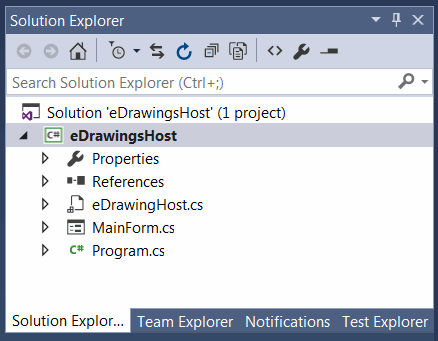 Solution Explorer
Search Solution Explorer (Ctrl+;)
Solution 'eDrawingsHost' (1 project)
C# eDrawingsHost
Properties
References
eDrawingHost.cs
MainForm.cs
C# Program.cs
Solution Explor... Team Explorer Notifications Test Explorer